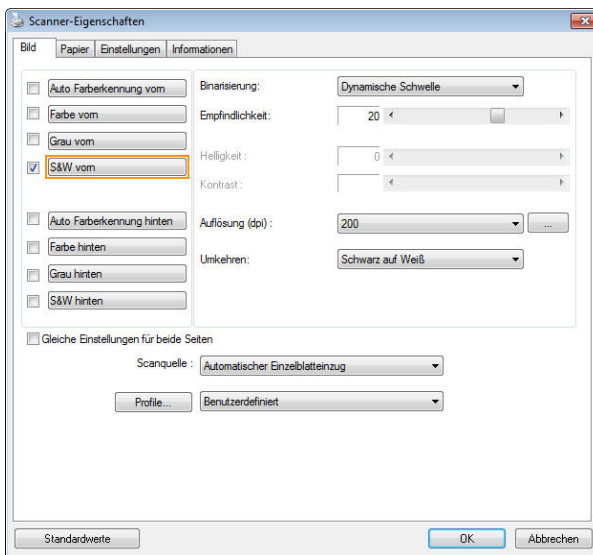 Scanner-Eigenschaften
Bild Papier Einstellungen Informationen
Auto Farberkennung vorn
Farbe vorn
Grau vorn
S&W vorn
Auto Farberkennung hinten
Farbe hinten
Grau hinten
S&W hinten
Binarisierung: Dynamische Schwelle
Empfindlichkeit: 20
Helligkeit : 0
Kontrast :
Auflösung (dpi) : 200 ...
Umkehren: Schwarz auf Weiß
Gleiche Einstellungen für beide Seiten
Scanquelle : Automatischer Einzelblatteinzug
Profile... Benutzerdefiniert
Standardwerte OK Abbrechen